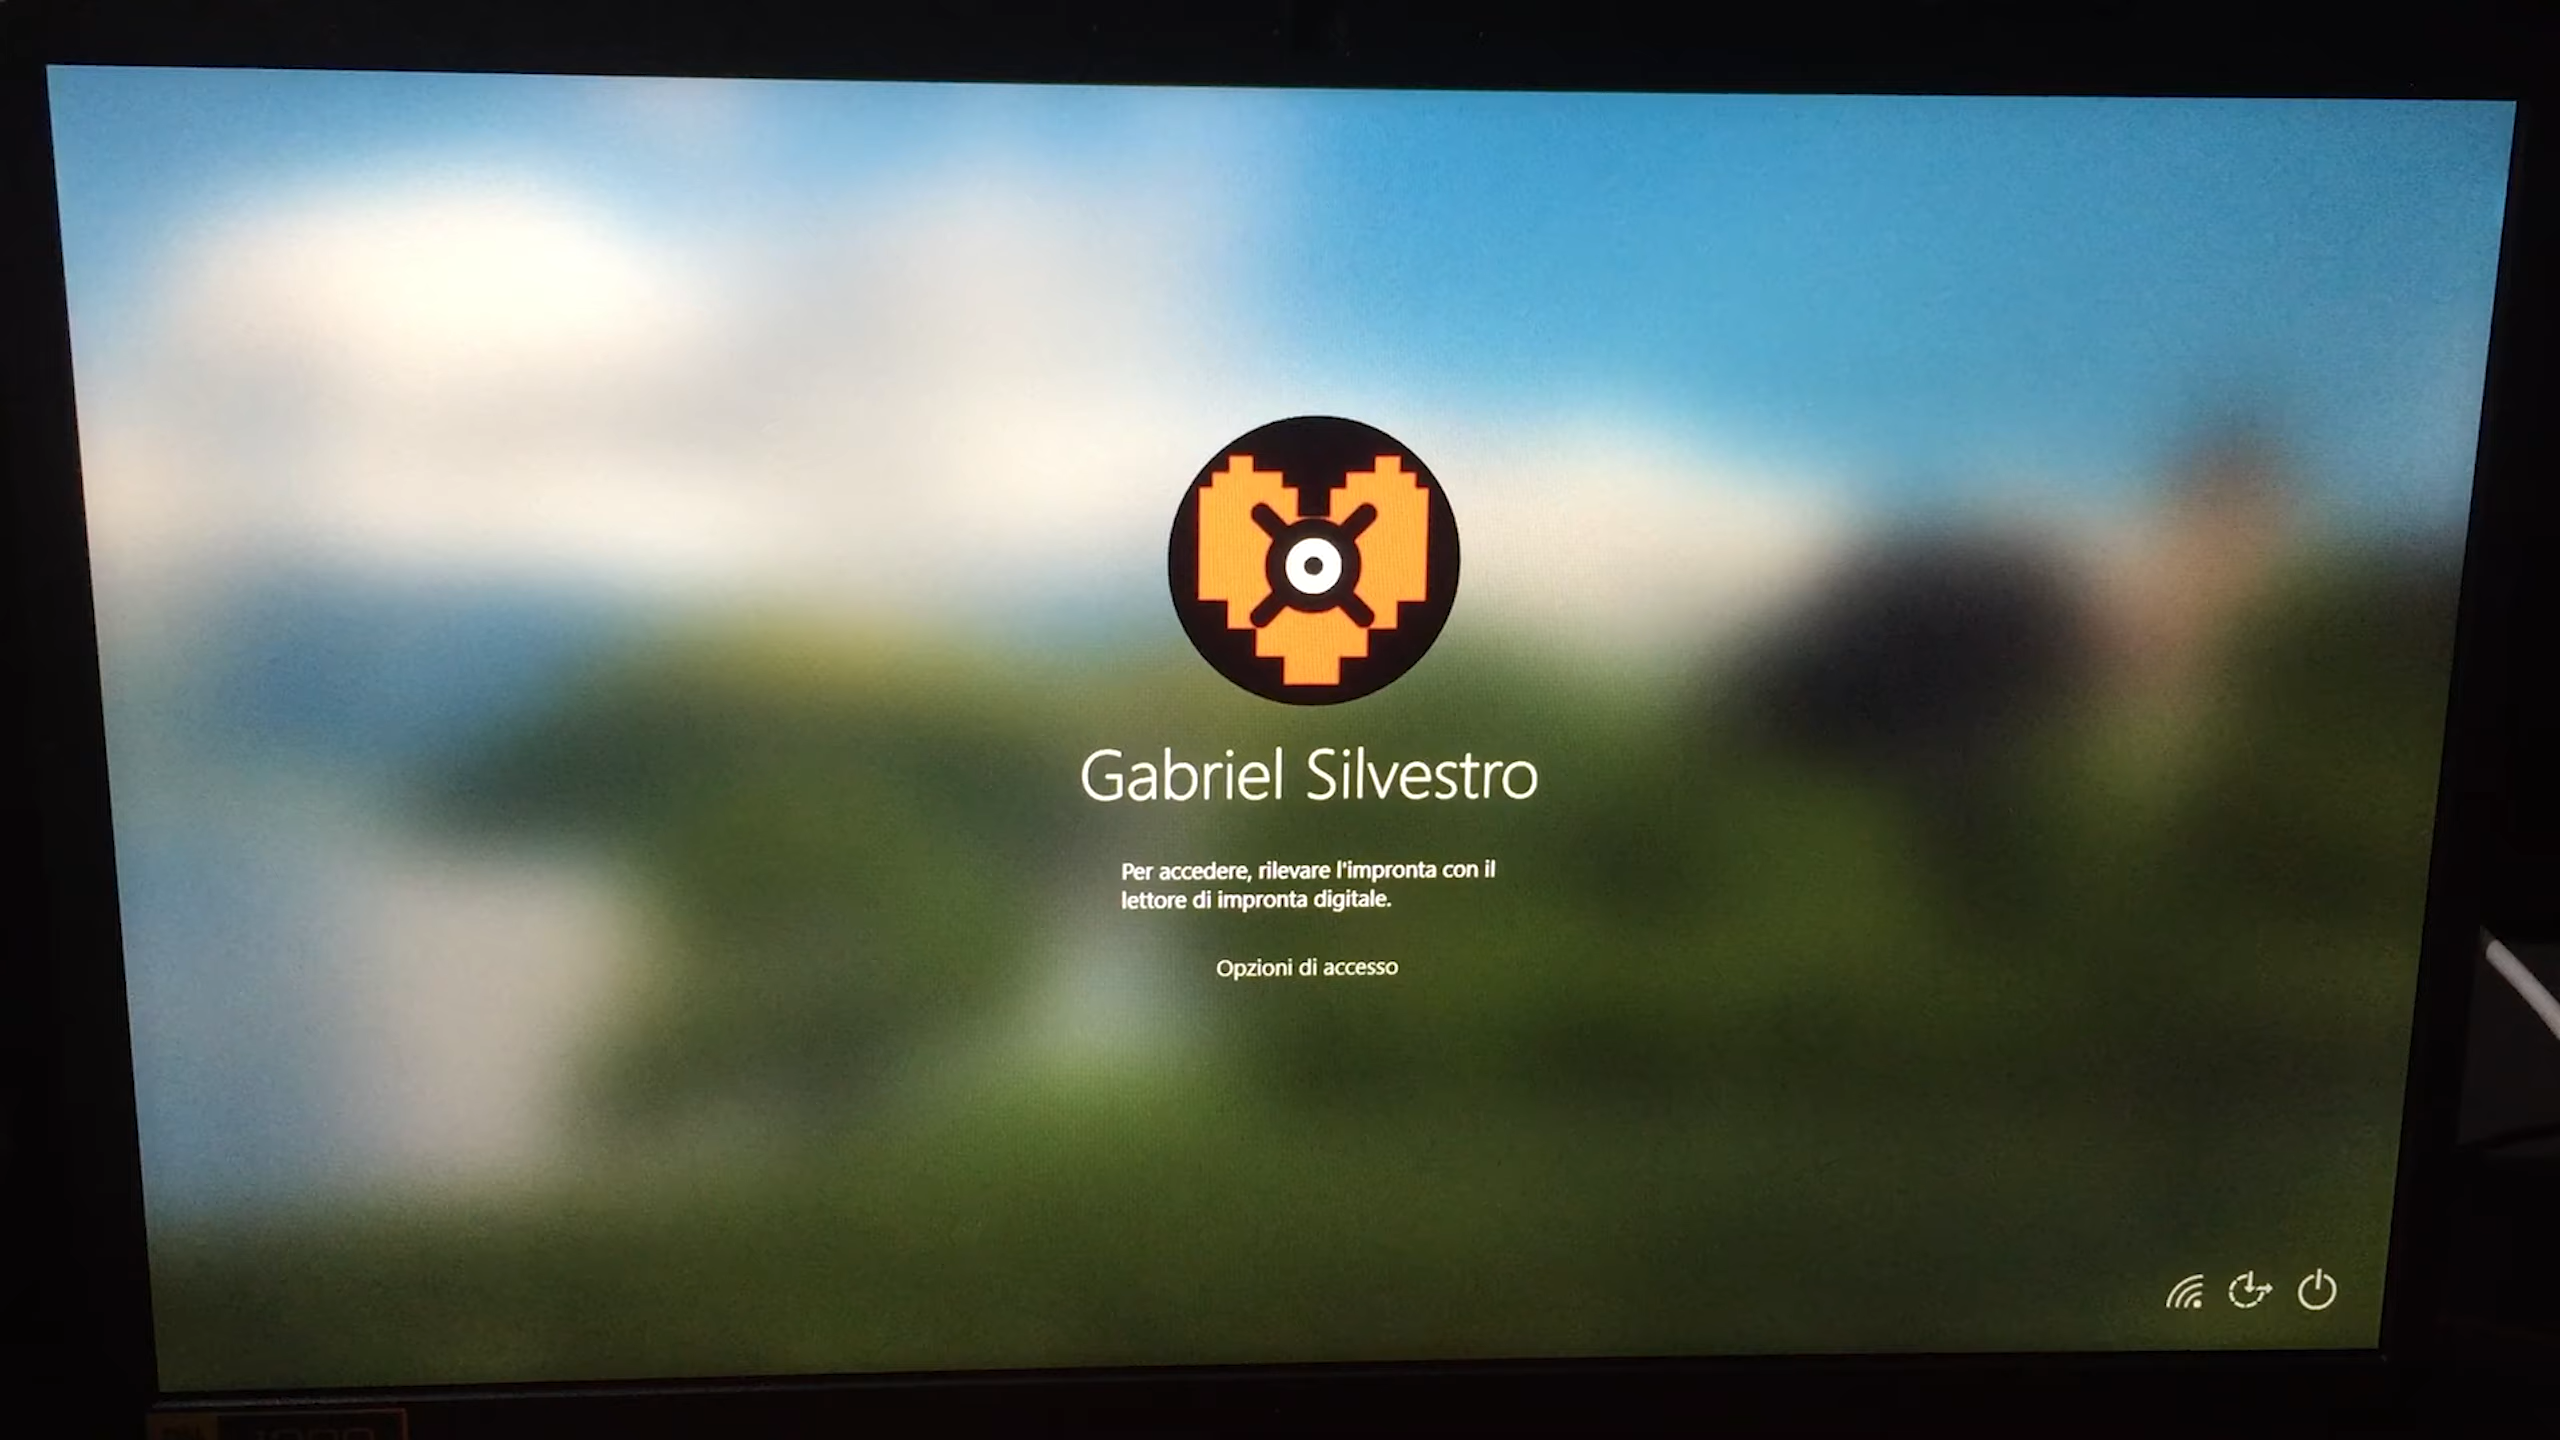 Gabriel Silvestro
Per accedere, rilevare l'impronta con il
lettore di impronta digitale.
Opzioni di accesso